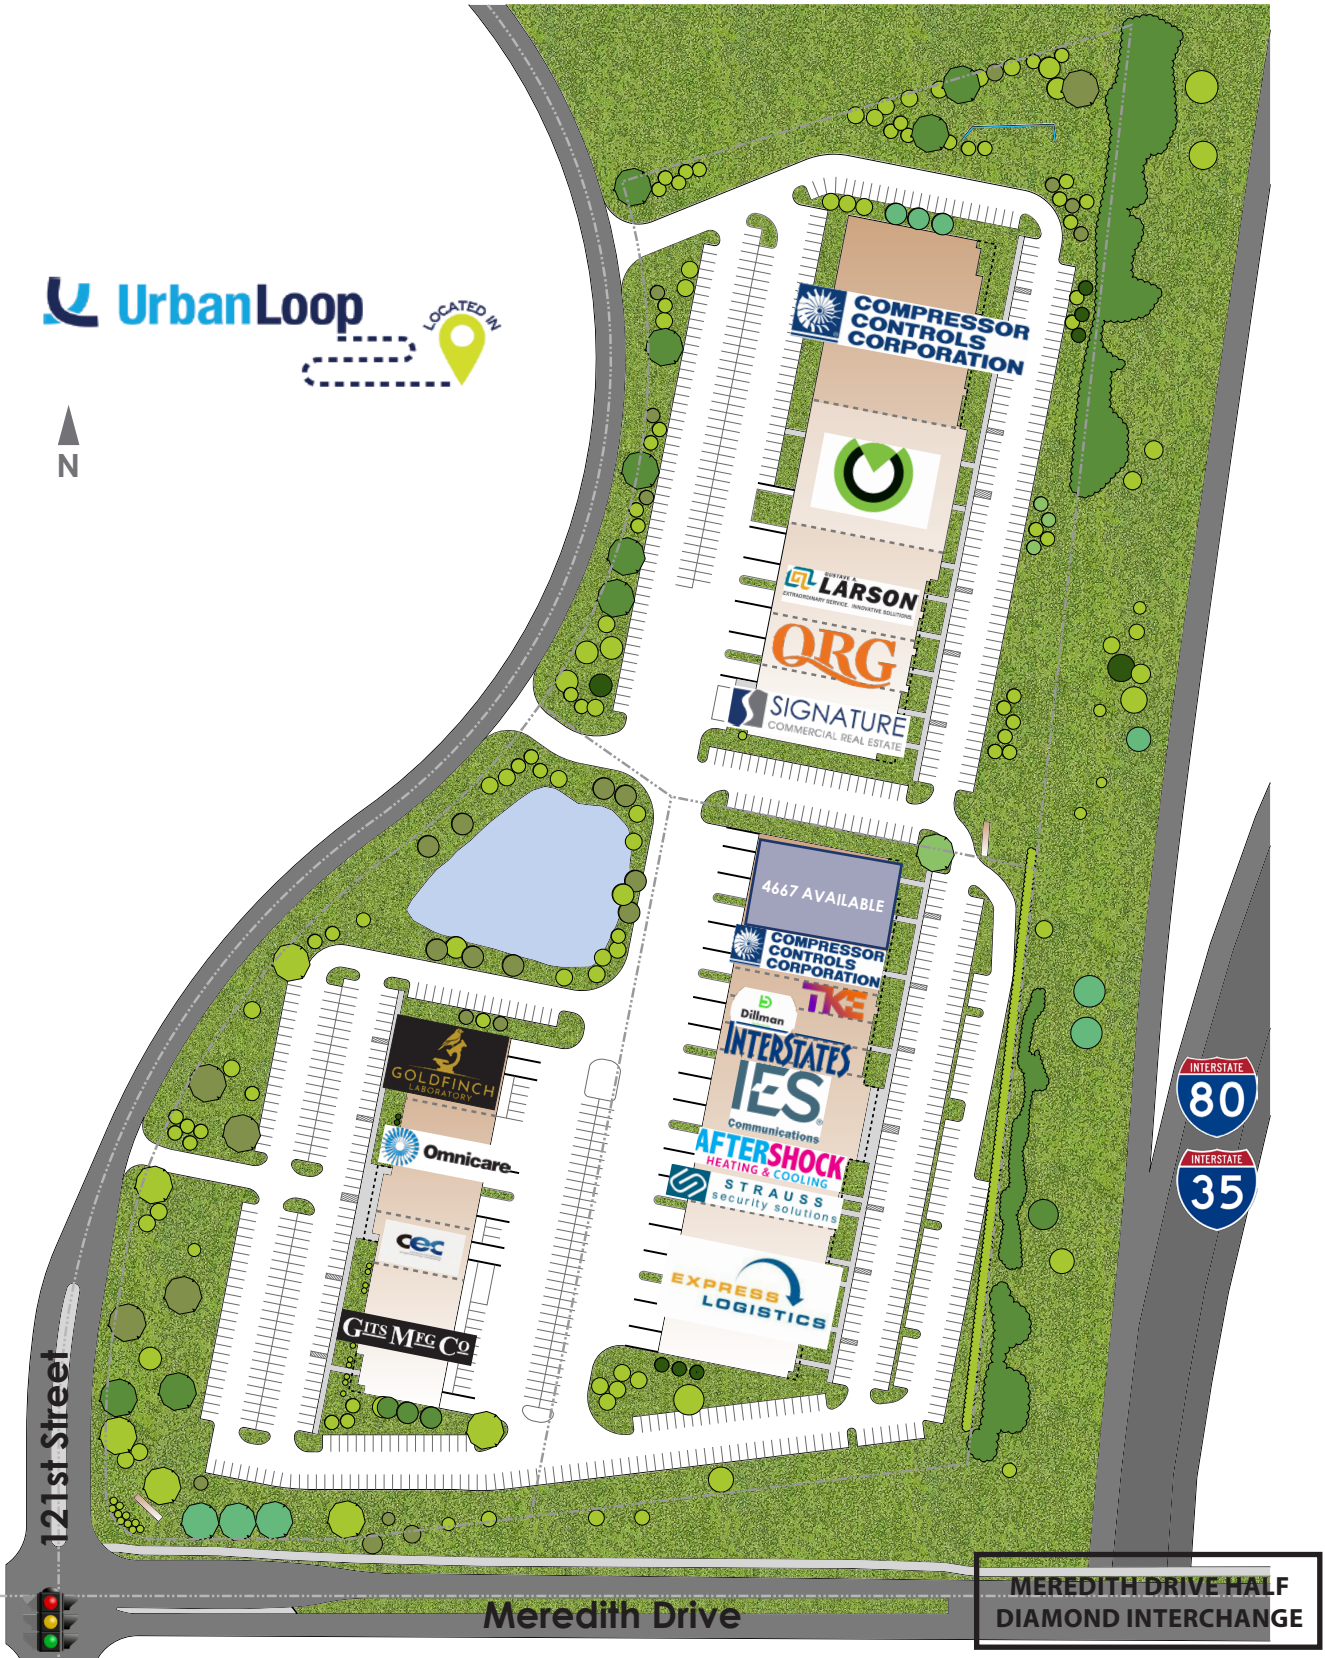 UrbanLoop
LOCATED IN
N
COMPRESSOR
CONTROLS
CORPORATION
GUSTAVE A.
LARSON
EXTRAORDINARY SERVICE. INNOVATIVE SOLUTIONS
QRG
SIGNATURE
COMMERCIAL REAL ESTATE
4667 AVAILABLE
COMPRESSOR
CONTROLS
CORPORATION
TKE
Dillman
INTERSTATES
IES
Communications
AFTERSHOCK
HEATING & COOLING
STRAUSS
security solutions
EXPRESS
LOGISTICS
GOLDFINCH
LABORATORY
Omnicare
cec
GITS MFG CO
INTERSTATE
80
INTERSTATE
35
121st Street
Meredith Drive
MEREDITH DRIVE HALF
DIAMOND INTERCHANGE